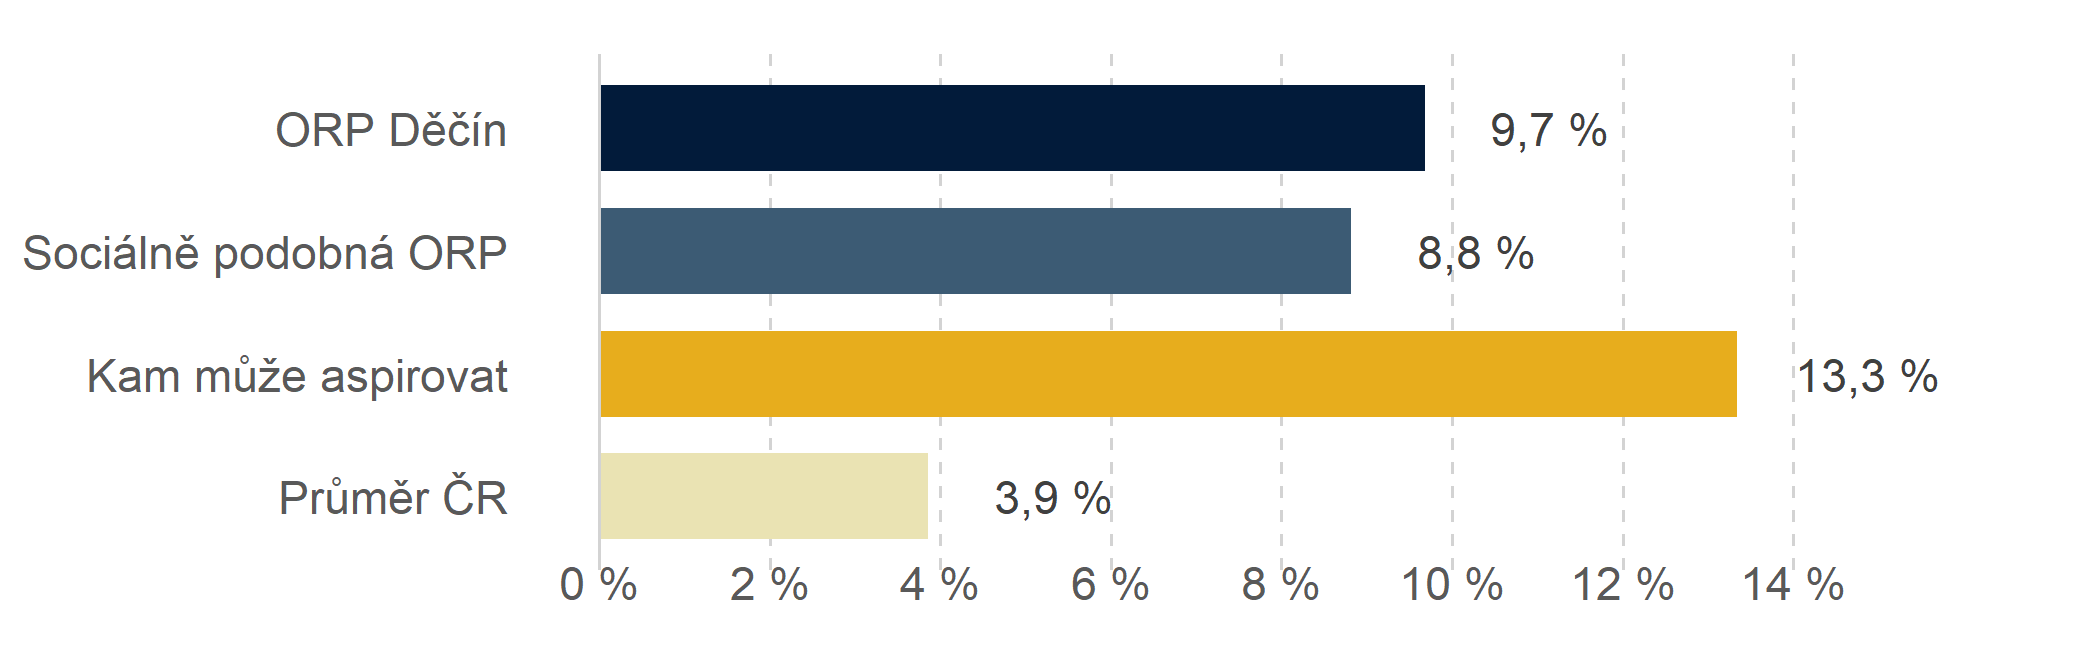 ORP Děčín
9,7 %
Sociálně podobná ORP
8,8 %
Kam může aspirovat
13,3 %
Průměr ČR
3,9 %
0 % 2 % 4 % 6 % 8 % 10 % 12 % 14 %